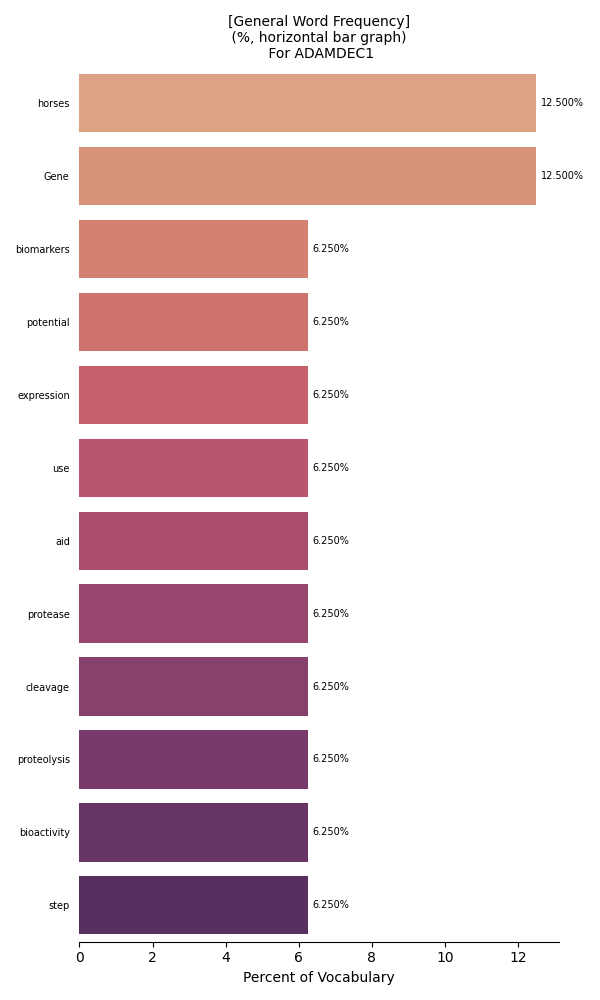 [General Word Frequency]
(%, horizontal bar graph)
For ADAMDEC1
horses 12.500%
Gene 12.500%
biomarkers 6.250%
potential 6.250%
expression 6.250%
use 6.250%
aid 6.250%
protease 6.250%
cleavage 6.250%
proteolysis 6.250%
bioactivity 6.250%
step 6.250%
0 2 4 6 8 10 12
Percent of Vocabulary